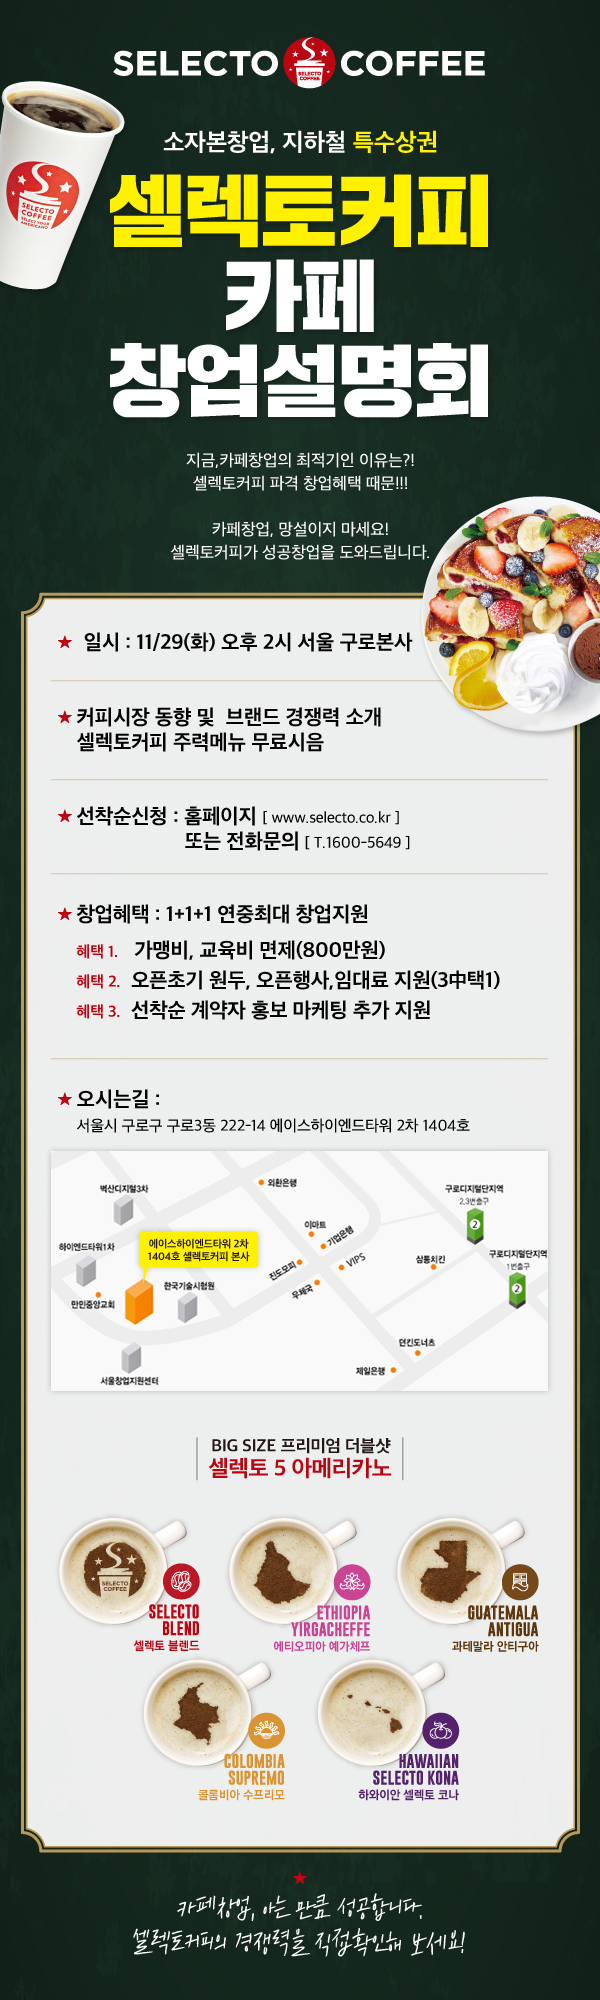 SELECTO COFFEE
SELECTO
COFFEE
소자본창업, 지하철 특수상권
셀렉토커피
카페
창업설명회
SELECTO
COFFEE
SELECT YOUR
AMERICANO
지금,카페창업의 최적기인 이유는?!
셀렉토커피 파격 창업혜택 때문!!!
카페창업, 망설이지 마세요!
셀렉토커피가 성공창업을 도와드립니다.
★ 일시 : 11/29(화) 오후 2시 서울 구로본사
★ 커피시장 동향 및 브랜드 경쟁력 소개
셀렉토커피 주력메뉴 무료시음
★ 선착순신청 : 홈페이지 [ www.selecto.co.kr ]
또는 전화문의 [ T.1600-5649 ]
★ 창업혜택 : 1+1+1 연중최대 창업지원
혜택 1. 가맹비, 교육비 면제(800만원)
혜택 2. 오픈초기 원두, 오픈행사,임대료 지원(3中택1)
혜택 3. 선착순 계약자 홍보 마케팅 추가 지원
★ 오시는길 :
서울시 구로구 구로3동 222-14 에이스하이엔드타워 2차 1404호
벽산디지털3차
외환은행
구로디지털단지역
2,3번출구
2
하이엔드타워1차
에이스하이엔드타워 2차
1404호 셀렉토커피 본사
이마트
기업은행
VIPS
삼통치킨
구로디지털단지역
1번출구
2
진도모피
우체국
한국기술시험원
만민중앙교회
던킨도너츠
제일은행
서울창업지원센터
BIG SIZE 프리미엄 더블샷
셀렉토 5 아메리카노
SELECTO
COFFEE
SELECTO
BLEND
셀렉토 블렌드
ETHIOPIA
YIRGACHEFFE
에티오피아 예가체프
GUATEMALA
ANTIGUA
과테말라 안티구아
COLOMBIA
SUPREMO
콜롬비아 수프리모
HAWAIIAN
SELECTO KONA
하와이안 셀렉토 코나
★
카페창업, 아는 만큼 성공합니다.
셀렉토커피의 경쟁력을 직접확인해 보세요!